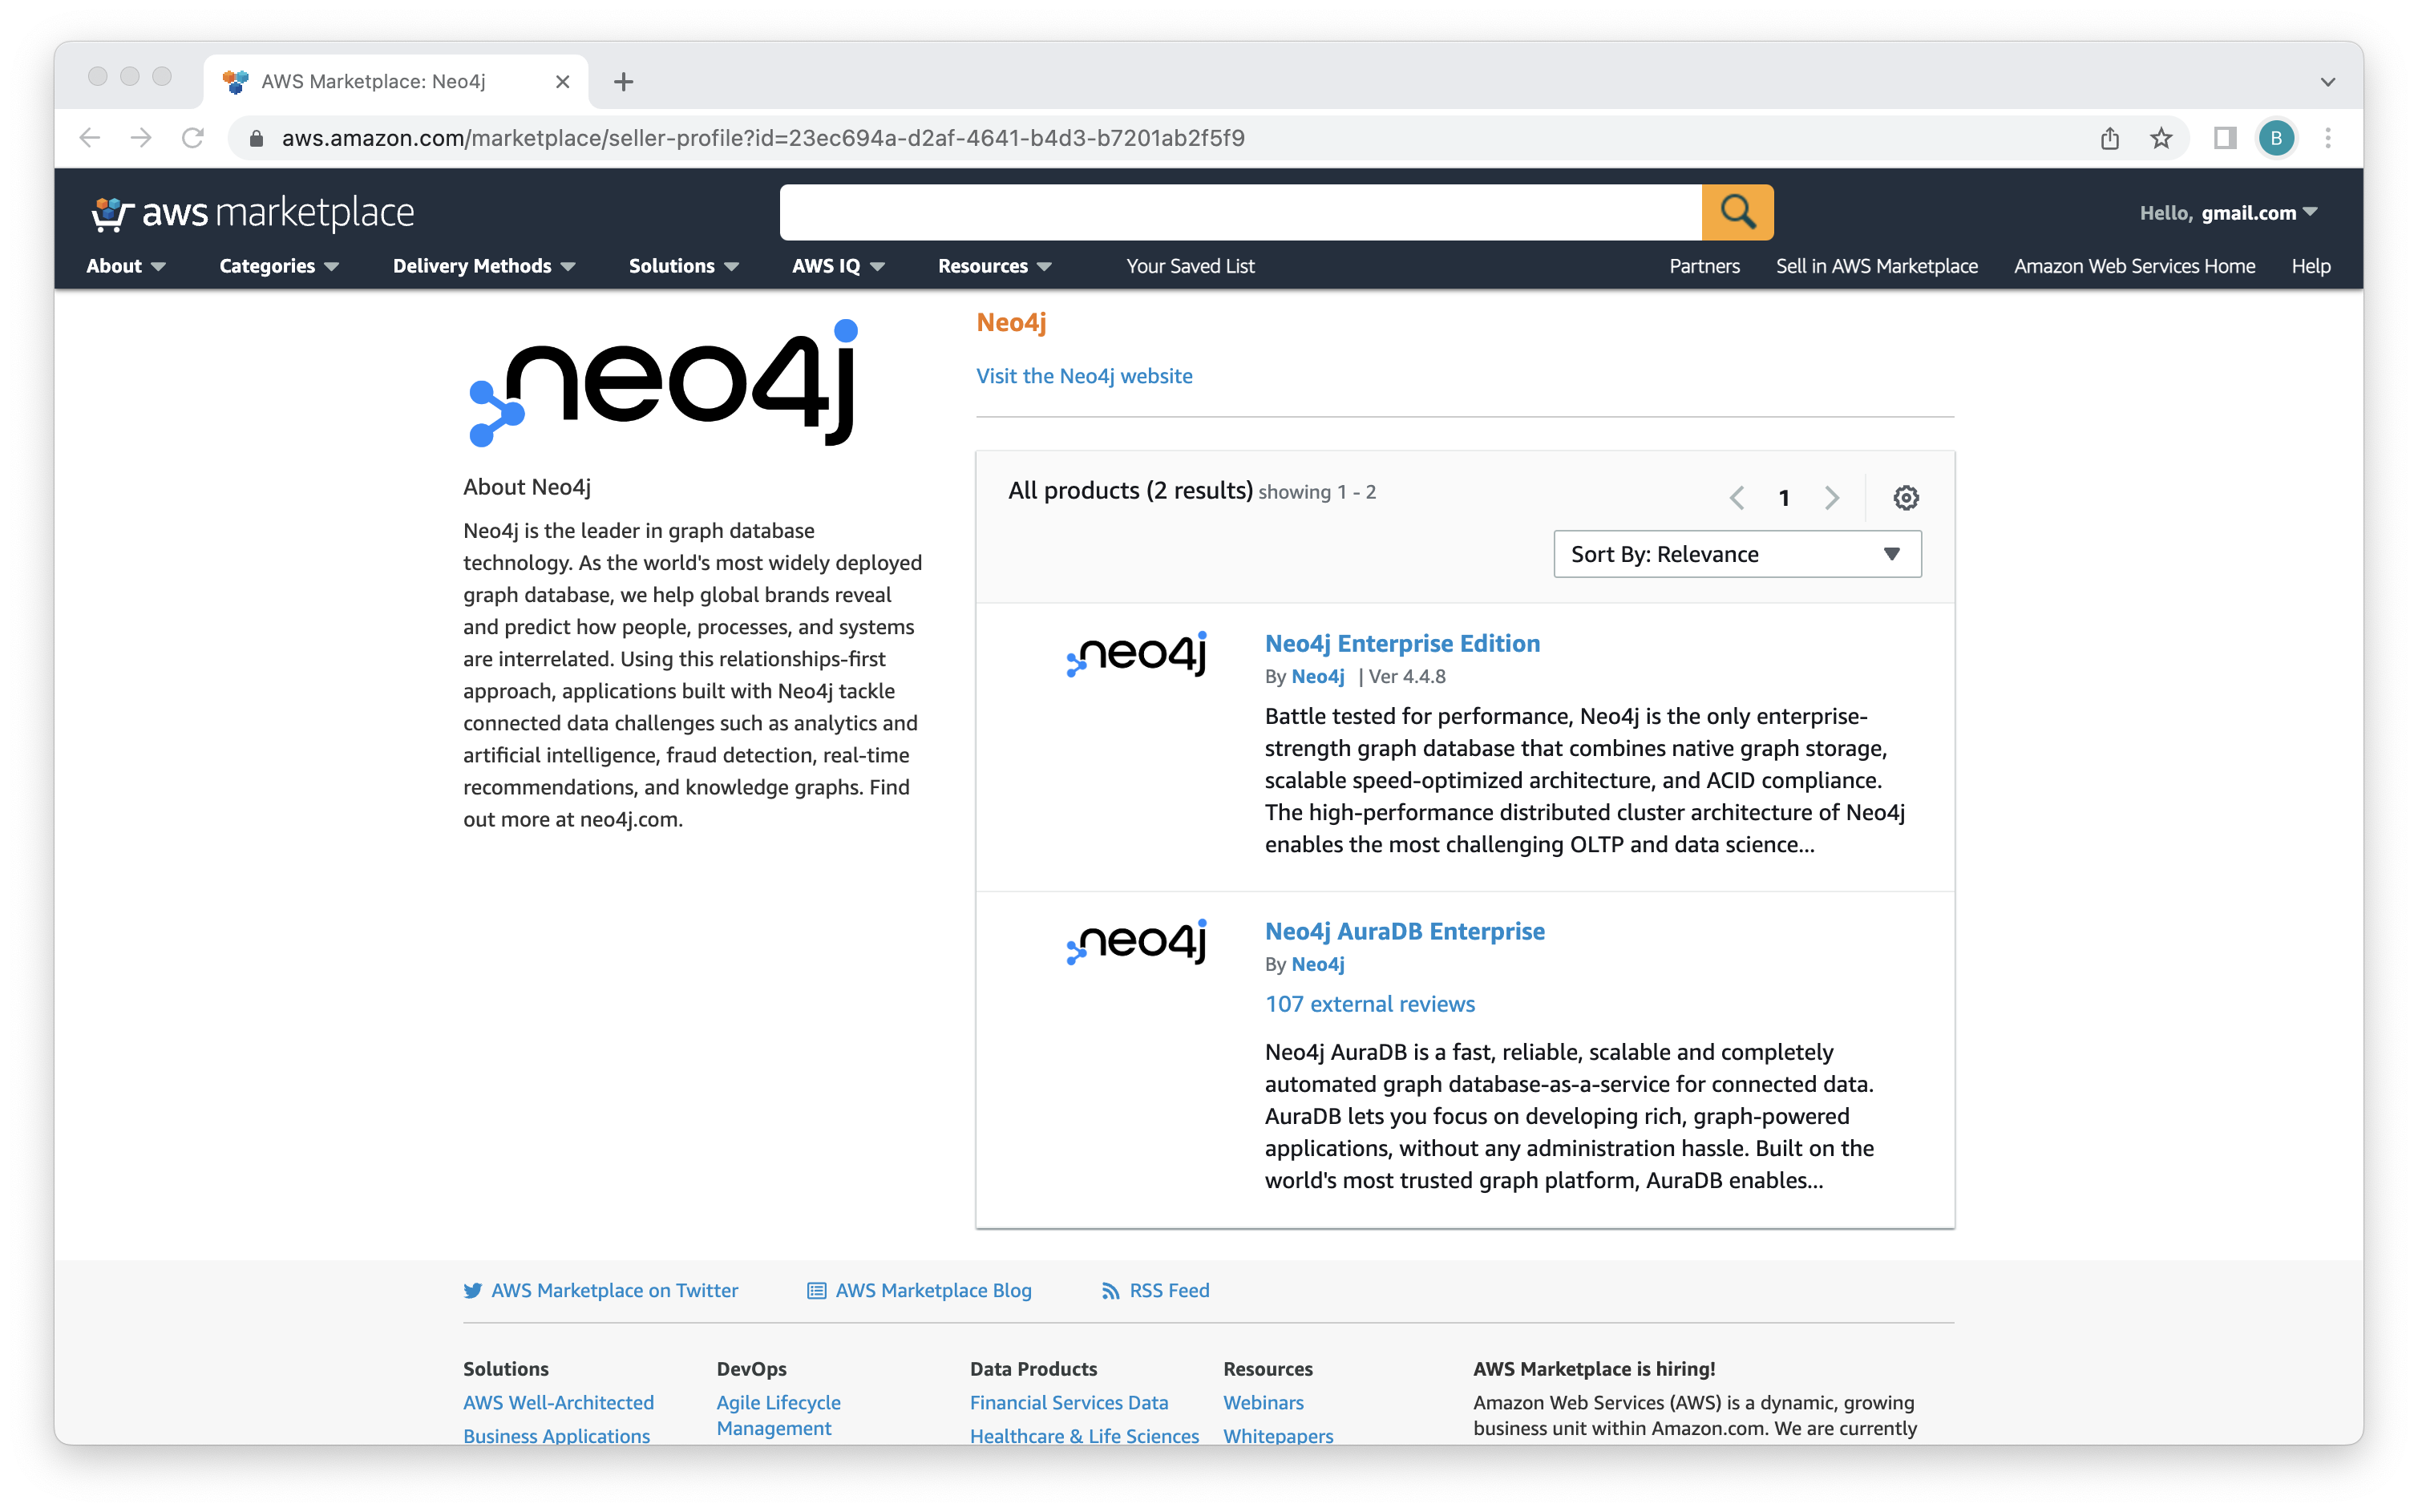 AWS Marketplace: Neo4j
aws.amazon.com/marketplace/seller-profile?id=23ec694a-d2af-4641-b4d3-b7201ab2f5f9
B
aws marketplace
Hello, gmail.com
About
Categories
Delivery Methods
Solutions
AWS IQ
Resources
Your Saved List
Partners
Sell in AWS Marketplace
Amazon Web Services Home
Help
neo4j
About Neo4j
Neo4j is the leader in graph database
technology. As the world's most widely deployed
graph database, we help global brands reveal
and predict how people, processes, and systems
are interrelated. Using this relationships-first
approach, applications built with Neo4j tackle
connected data challenges such as analytics and
artificial intelligence, fraud detection, real-time
recommendations, and knowledge graphs. Find
out more at neo4j.com.
Neo4j
Visit the Neo4j website
All products (2 results) showing 1 - 2
1
Sort By: Relevance
neo4j
Neo4j Enterprise Edition
By Neo4j | Ver 4.4.8
Battle tested for performance, Neo4j is the only enterprise-
strength graph database that combines native graph storage,
scalable speed-optimized architecture, and ACID compliance.
The high-performance distributed cluster architecture of Neo4j
enables the most challenging OLTP and data science...
neo4j
Neo4j AuraDB Enterprise
By Neo4j
107 external reviews
Neo4j AuraDB is a fast, reliable, scalable and completely
automated graph database-as-a-service for connected data.
AuraDB lets you focus on developing rich, graph-powered
applications, without any administration hassle. Built on the
world's most trusted graph platform, AuraDB enables...
AWS Marketplace on Twitter
AWS Marketplace Blog
RSS Feed
Solutions
AWS Well-Architected
Business Applications
DevOps
Agile Lifecycle
Management
Data Products
Financial Services Data
Healthcare & Life Sciences
Resources
Webinars
Whitepapers
AWS Marketplace is hiring!
Amazon Web Services (AWS) is a dynamic, growing
business unit within Amazon.com. We are currently